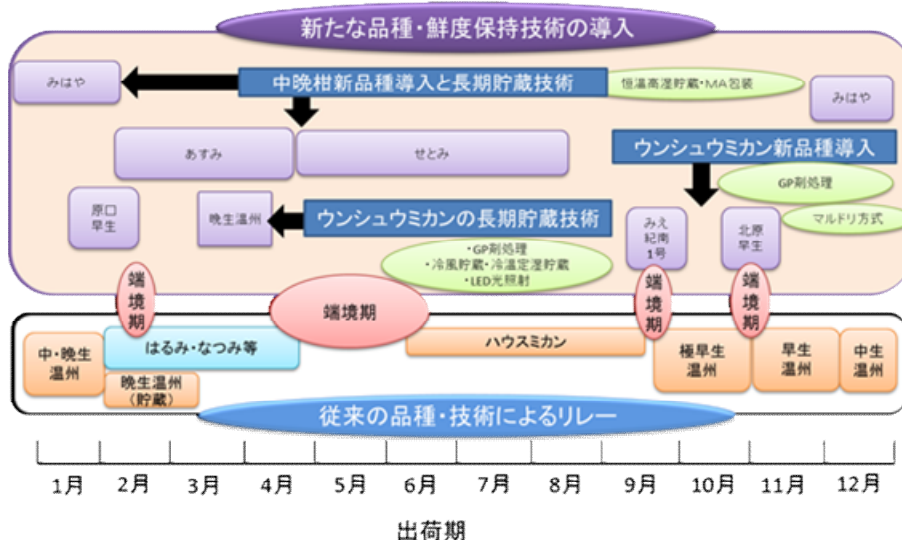 新たな品種・鮮度保持技術の導入
みはや
中晩柑新品種導入と長期貯蔵技術
恒温高湿貯蔵・MA包装
みはや
あすみ
せとみ
ウンシュウミカン新品種導入
GP剤処理
原口
早生
晩生温州
ウンシュウミカンの長期貯蔵技術
みえ
紀南
1号
北原
早生
マルドリ方式
・GP剤処理
・冷風貯蔵・冷温定湿貯蔵
・LED光照射
端
境
期
端境期
端
境
期
端
境
期
中・晩生
温州
はるみ・なつみ等
晩生温州
（貯蔵）
ハウスミカン
極早生
温州
早生
温州
中生
温州
従来の品種・技術によるリレー
1月
2月
3月
4月
5月
6月
7月
8月
9月
10月
11月
12月
出荷期